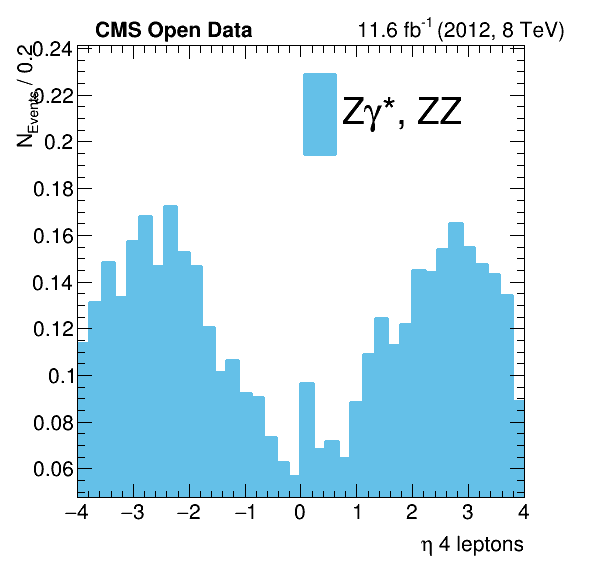 CMS Open Data
11.6 fb⁻¹ (2012, 8 TeV)
N_Events / 0.2
Zγ*, ZZ
0.24
0.22
0.2
0.18
0.16
0.14
0.12
0.1
0.08
0.06
−4 −3 −2 −1 0 1 2 3 4
η 4 leptons